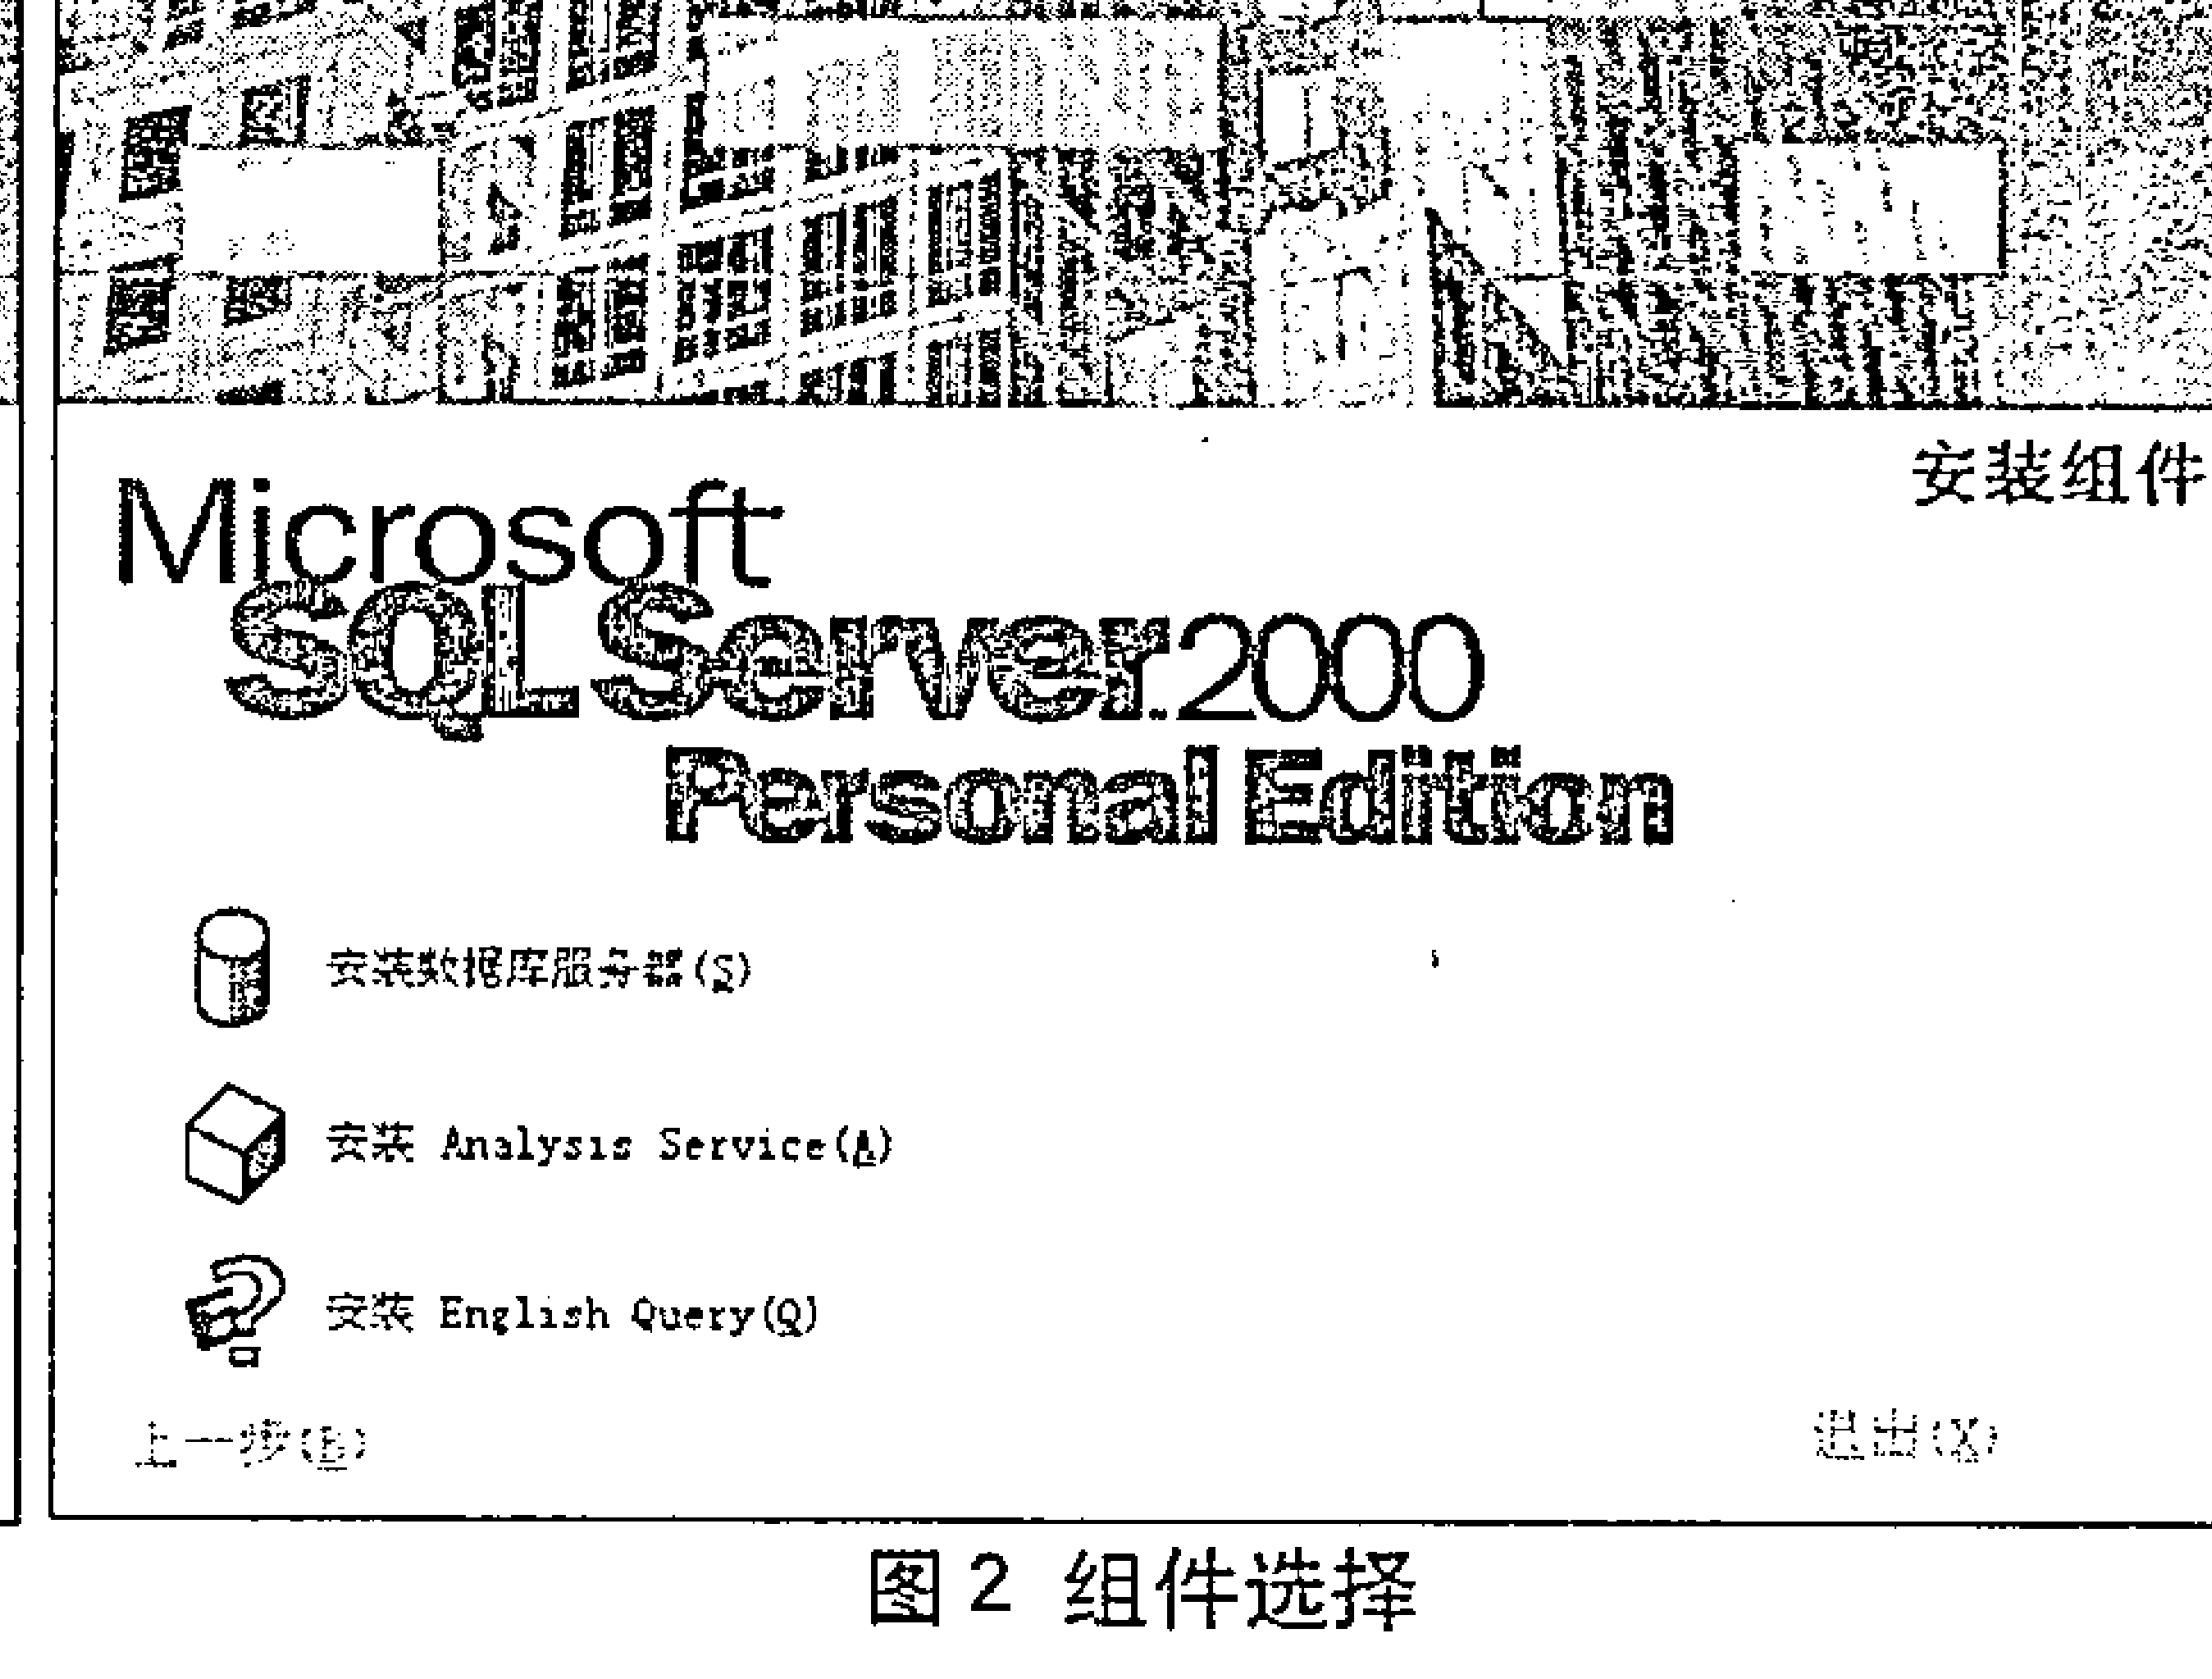 安装组件
Microsoft
SQL Server.2000
Personal Edition
安装数据库服务器(S)
安装 Analysis Service(A)
安装 English Query(Q)
上一步(B)
退出(X)
图 2 组件选择